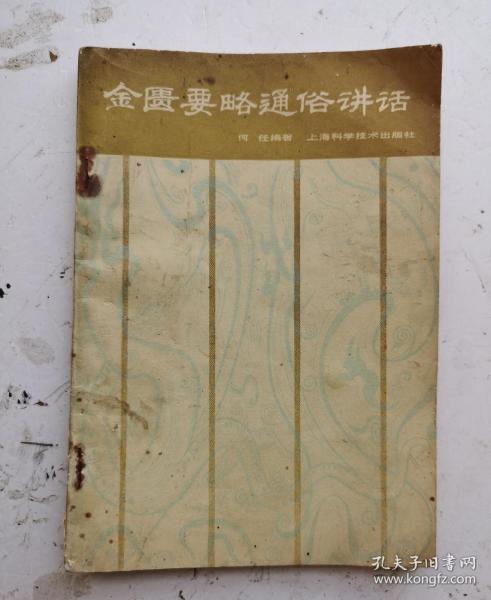 金匮要略通俗讲话
何 任编著 上海科学技术出版社
孔夫子旧书网
www.kongfz.com